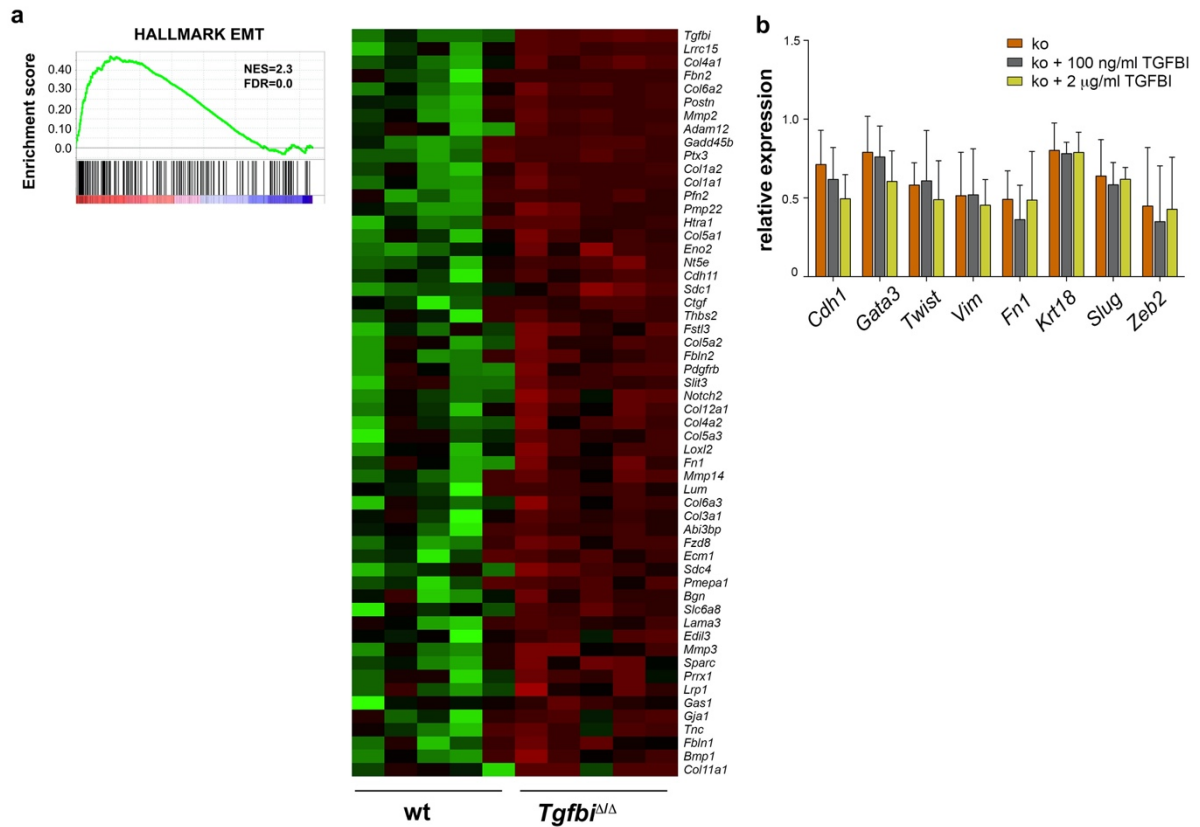 a
HALLMARK EMT
NES=2.3
FDR=0.0
Enrichment score
0.40
0.30
0.20
0.10
0.0
Tgfbi
Lrrc15
Col4a1
Fbn2
Col6a2
Postn
Mmp2
Adam12
Gadd45b
Ptx3
Col1a2
Col1a1
Pfn2
Pmp22
Htra1
Col5a1
Eno2
Nt5e
Cdh11
Sdc1
Ctgf
Thbs2
Fstl3
Col5a2
Fbln2
Pdgfrb
Slit3
Notch2
Col12a1
Col4a2
Col5a3
Loxl2
Fn1
Mmp14
Lum
Col6a3
Col3a1
Abi3bp
Fzd8
Ecm1
Sdc4
Pmepa1
Bgn
Slc6a8
Lama3
Edil3
Mmp3
Sparc
Prrx1
Lrp1
Gas1
Gja1
Tnc
Fbln1
Bmp1
Col11a1
wt
Tgfbi Δ/Δ
b
ko
ko + 100 ng/ml TGFBI
ko + 2 μg/ml TGFBI
relative expression
1.5
1.0
0.5
0
Cdh1
Gata3
Twist
Vim
Fn1
Krt18
Slug
Zeb2